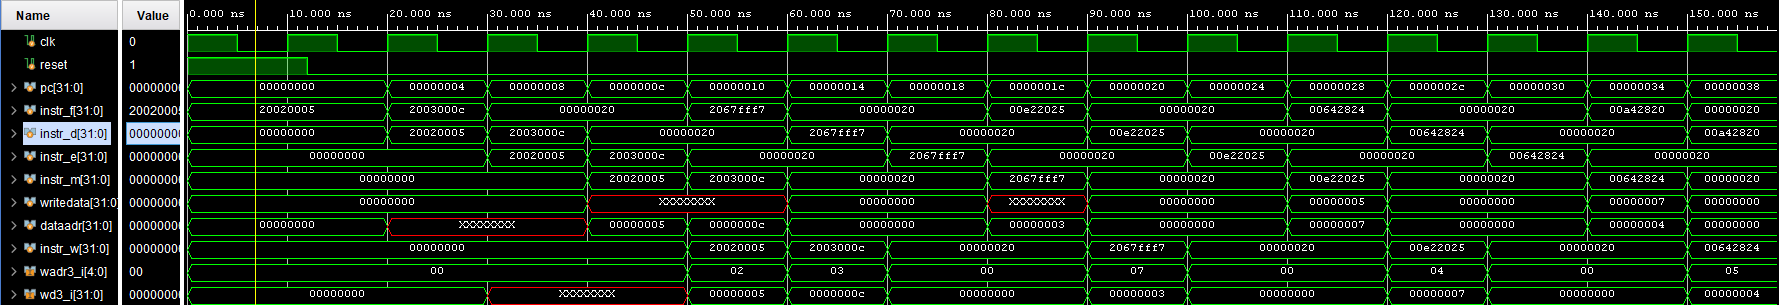 Name Value 0.000 ns 10.000 ns 20.000 ns 30.000 ns 40.000 ns 50.000 ns 60.000 ns 70.000 ns 80.000 ns 90.000 ns 100.000 ns 110.000 ns 120.000 ns 130.000 ns 140.000 ns 150.000 ns
clk 0
reset 1
pc[31:0] 00000000 00000000 00000004 00000008 0000000c 00000010 00000014 00000018 0000001c 00000020 00000024 00000028 0000002c 00000030 00000034 00000038
instr_f[31:0] 20020005 20020005 2003000c 00000020 2067fff7 00000020 00e22025 00000020 00642824 00000020 00a42820 00000020
instr_d[31:0] 00000000 00000000 20020005 2003000c 00000020 2067fff7 00000020 00e22025 00000020 00642824 00000020 00a42820
instr_e[31:0] 00000000 00000000 20020005 2003000c 00000020 2067fff7 00000020 00e22025 00000020 00642824 00000020
instr_m[31:0] 00000000 00000000 20020005 2003000c 00000020 2067fff7 00000020 00e22025 00000020 00642824 00000020
writedata[31:0] 00000000 00000000 XXXXXXXX 00000000 XXXXXXXX 00000000 00000005 00000000 00000007 00000000
dataadr[31:0] 00000000 00000000 XXXXXXXX 00000005 0000000c 00000000 00000003 00000000 00000007 00000000 00000004 00000000
instr_w[31:0] 00000000 00000000 20020005 2003000c 00000020 2067fff7 00000020 00e22025 00000020 00642824
wadr3_i[4:0] 00 00 02 03 00 07 00 04 00 05
wd3_i[31:0] 00000000 00000000 XXXXXXXX 00000005 0000000c 00000000 00000003 00000000 00000007 00000000 00000004